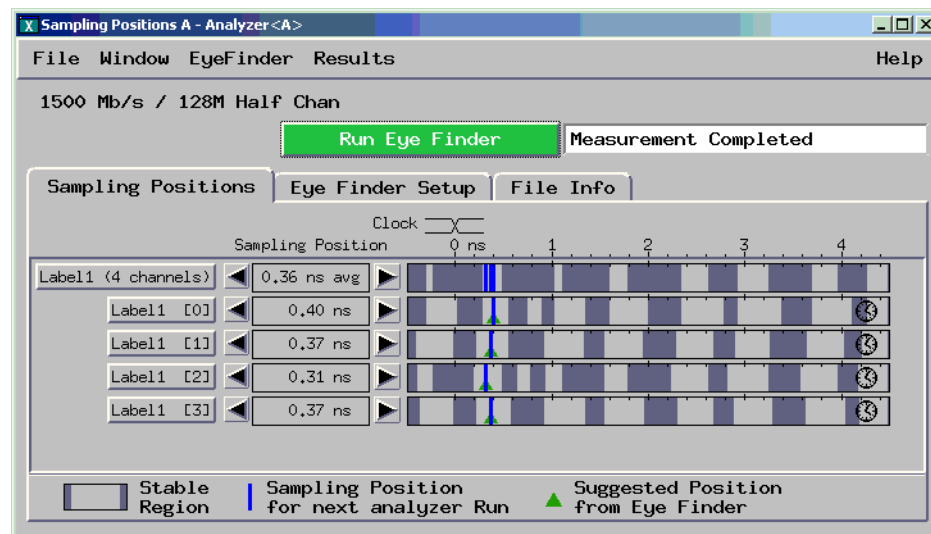 X Sampling Positions A - Analyzer<A>
File Window EyeFinder Results Help
1500 Mb/s / 128M Half Chan
Run Eye Finder Measurement Completed
Sampling Positions Eye Finder Setup File Info
Clock
Sampling Position 0 ns 1 2 3 4
Label1 (4 channels) 0.36 ns avg
Label1 [0] 0.40 ns
Label1 [1] 0.37 ns
Label1 [2] 0.31 ns
Label1 [3] 0.37 ns
Stable Sampling Position Suggested Position
Region for next analyzer Run from Eye Finder